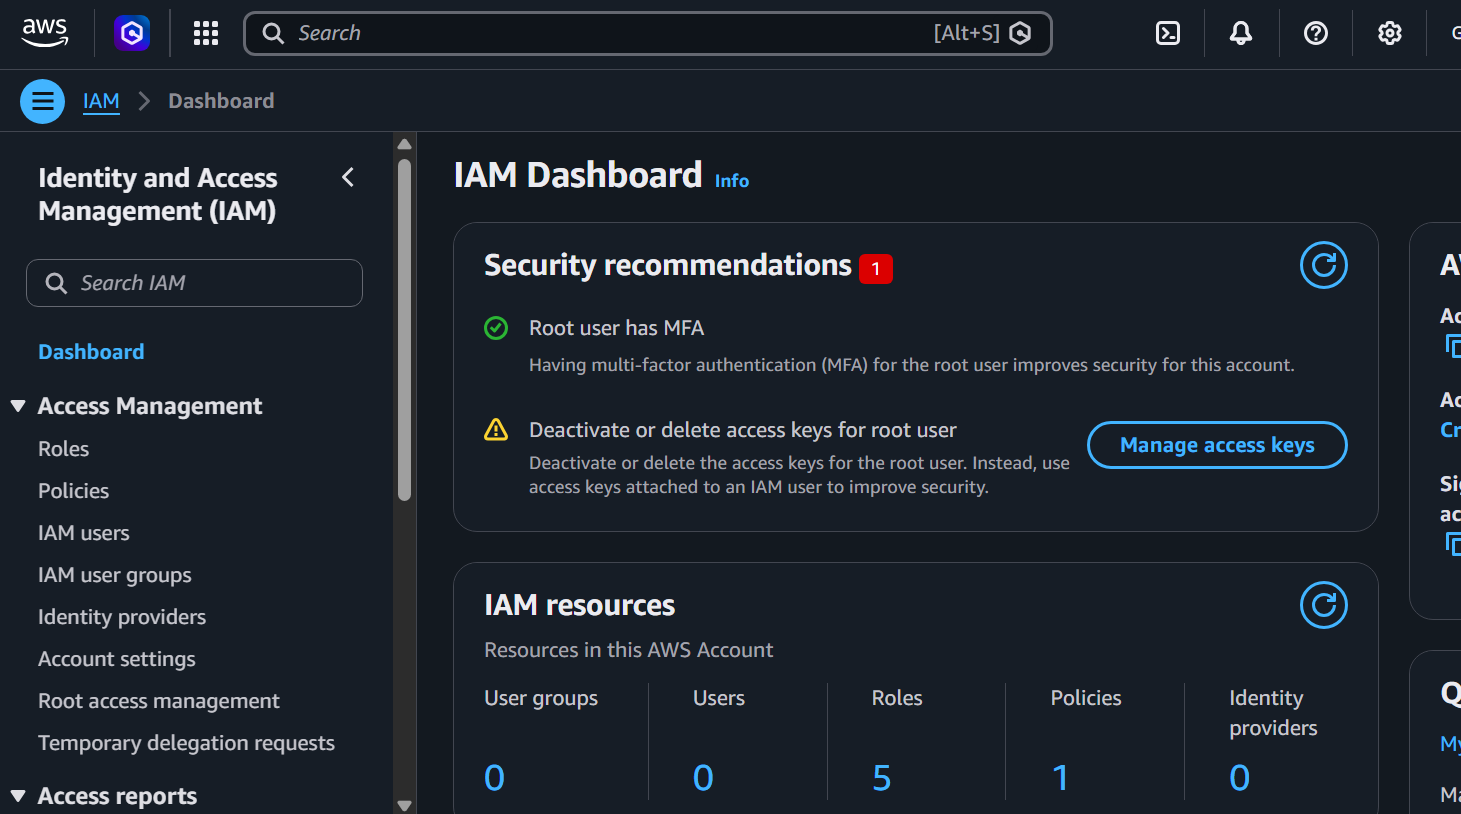 aws
Search
[Alt+S]
IAM
Dashboard
Identity and Access
Management (IAM)
Search IAM
Dashboard
Access Management
Roles
Policies
IAM users
IAM user groups
Identity providers
Account settings
Root access management
Temporary delegation requests
Access reports
IAM Dashboard Info
Security recommendations 1
Root user has MFA
Having multi-factor authentication (MFA) for the root user improves security for this account.
Deactivate or delete access keys for root user
Deactivate or delete the access keys for the root user. Instead, use
access keys attached to an IAM user to improve security.
Manage access keys
IAM resources
Resources in this AWS Account
User groups
0
Users
0
Roles
5
Policies
1
Identity
providers
0